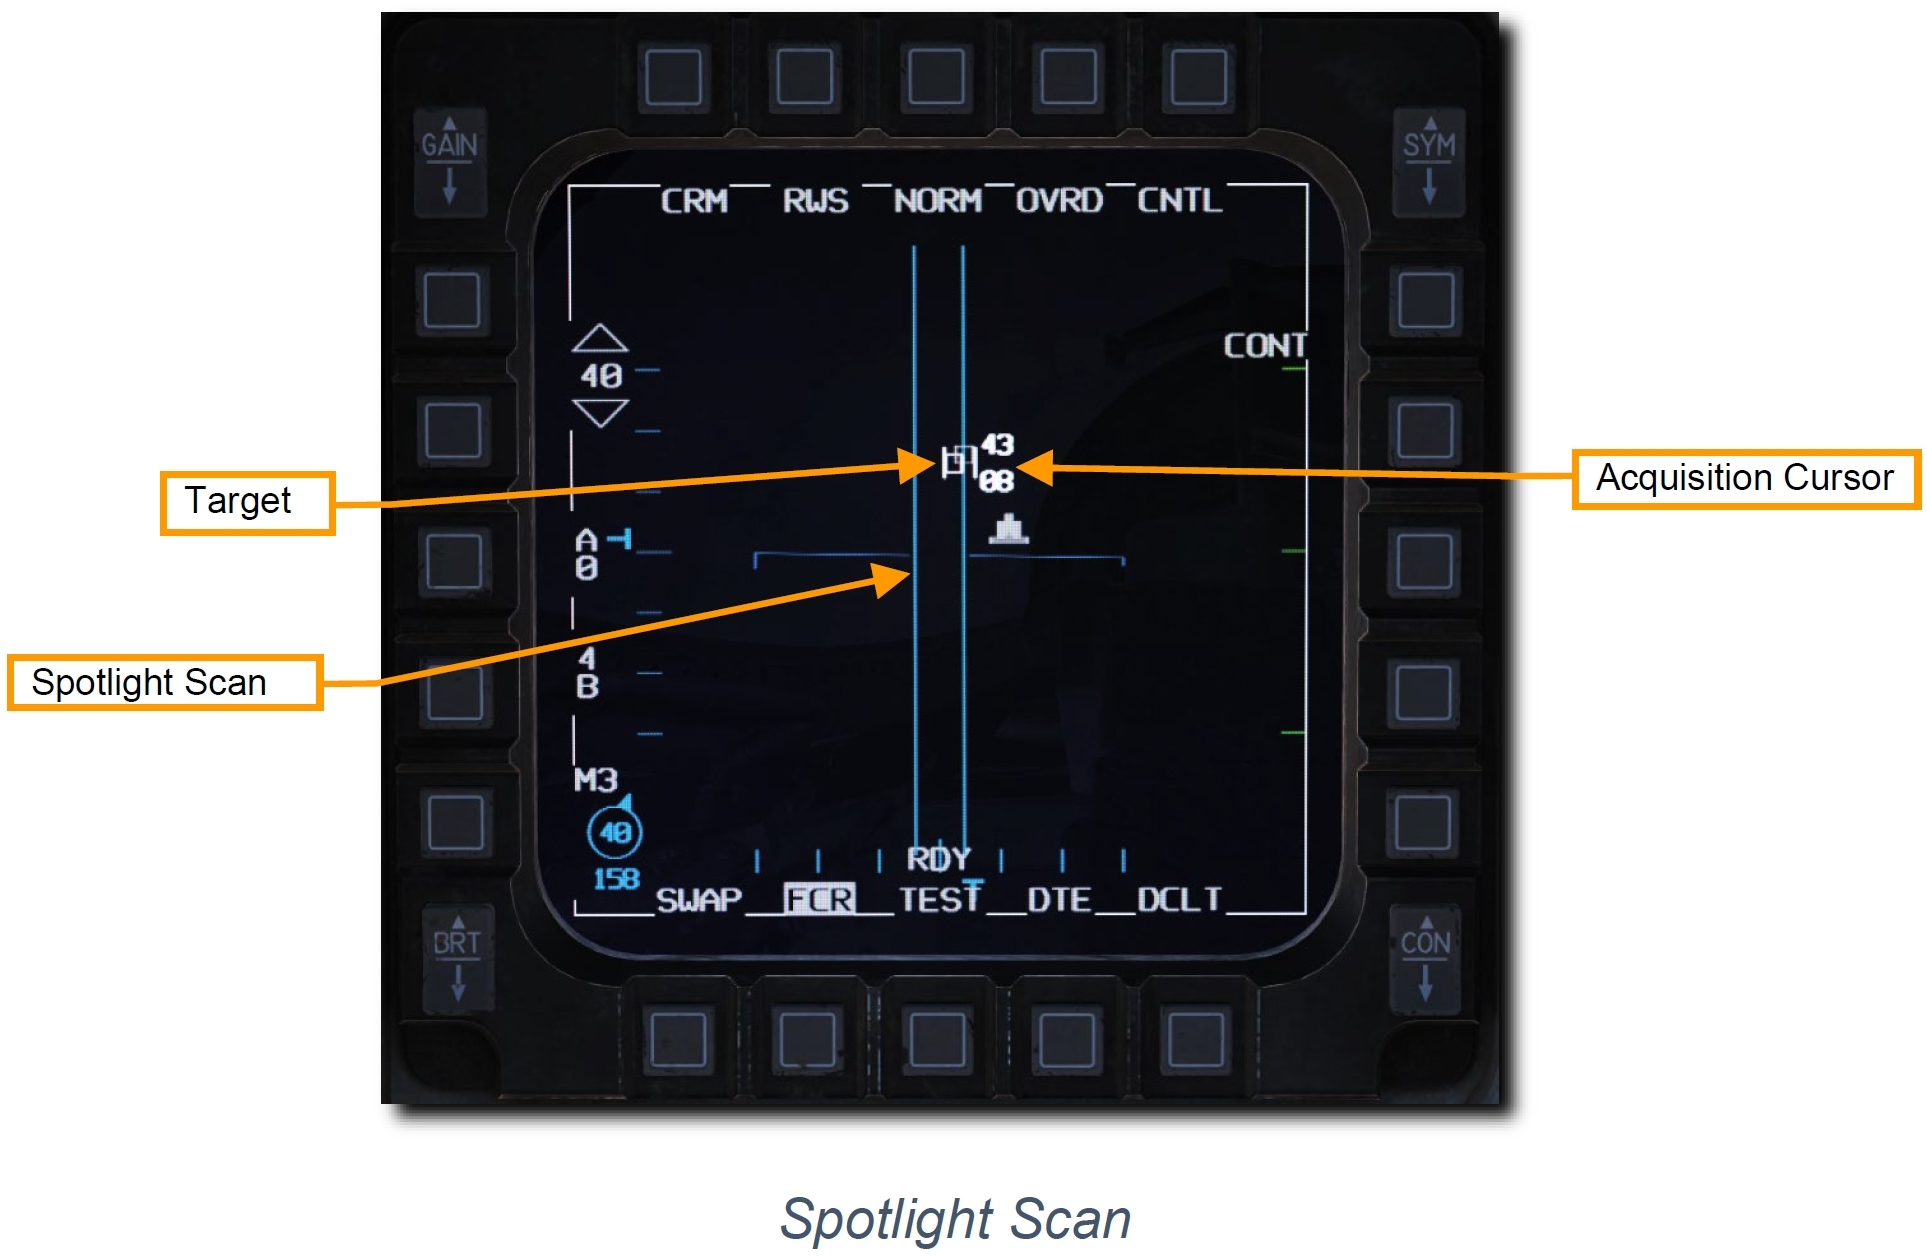 GAIN
SYM
CRM RWS NORM OVRD CNTL
CONT
40
43
08
Target
Acquisition Cursor
A
0
Spotlight Scan
4
B
M3
40
158
RDY
SWAP FCR TEST DTE DCLT
BRT
CON
Spotlight Scan